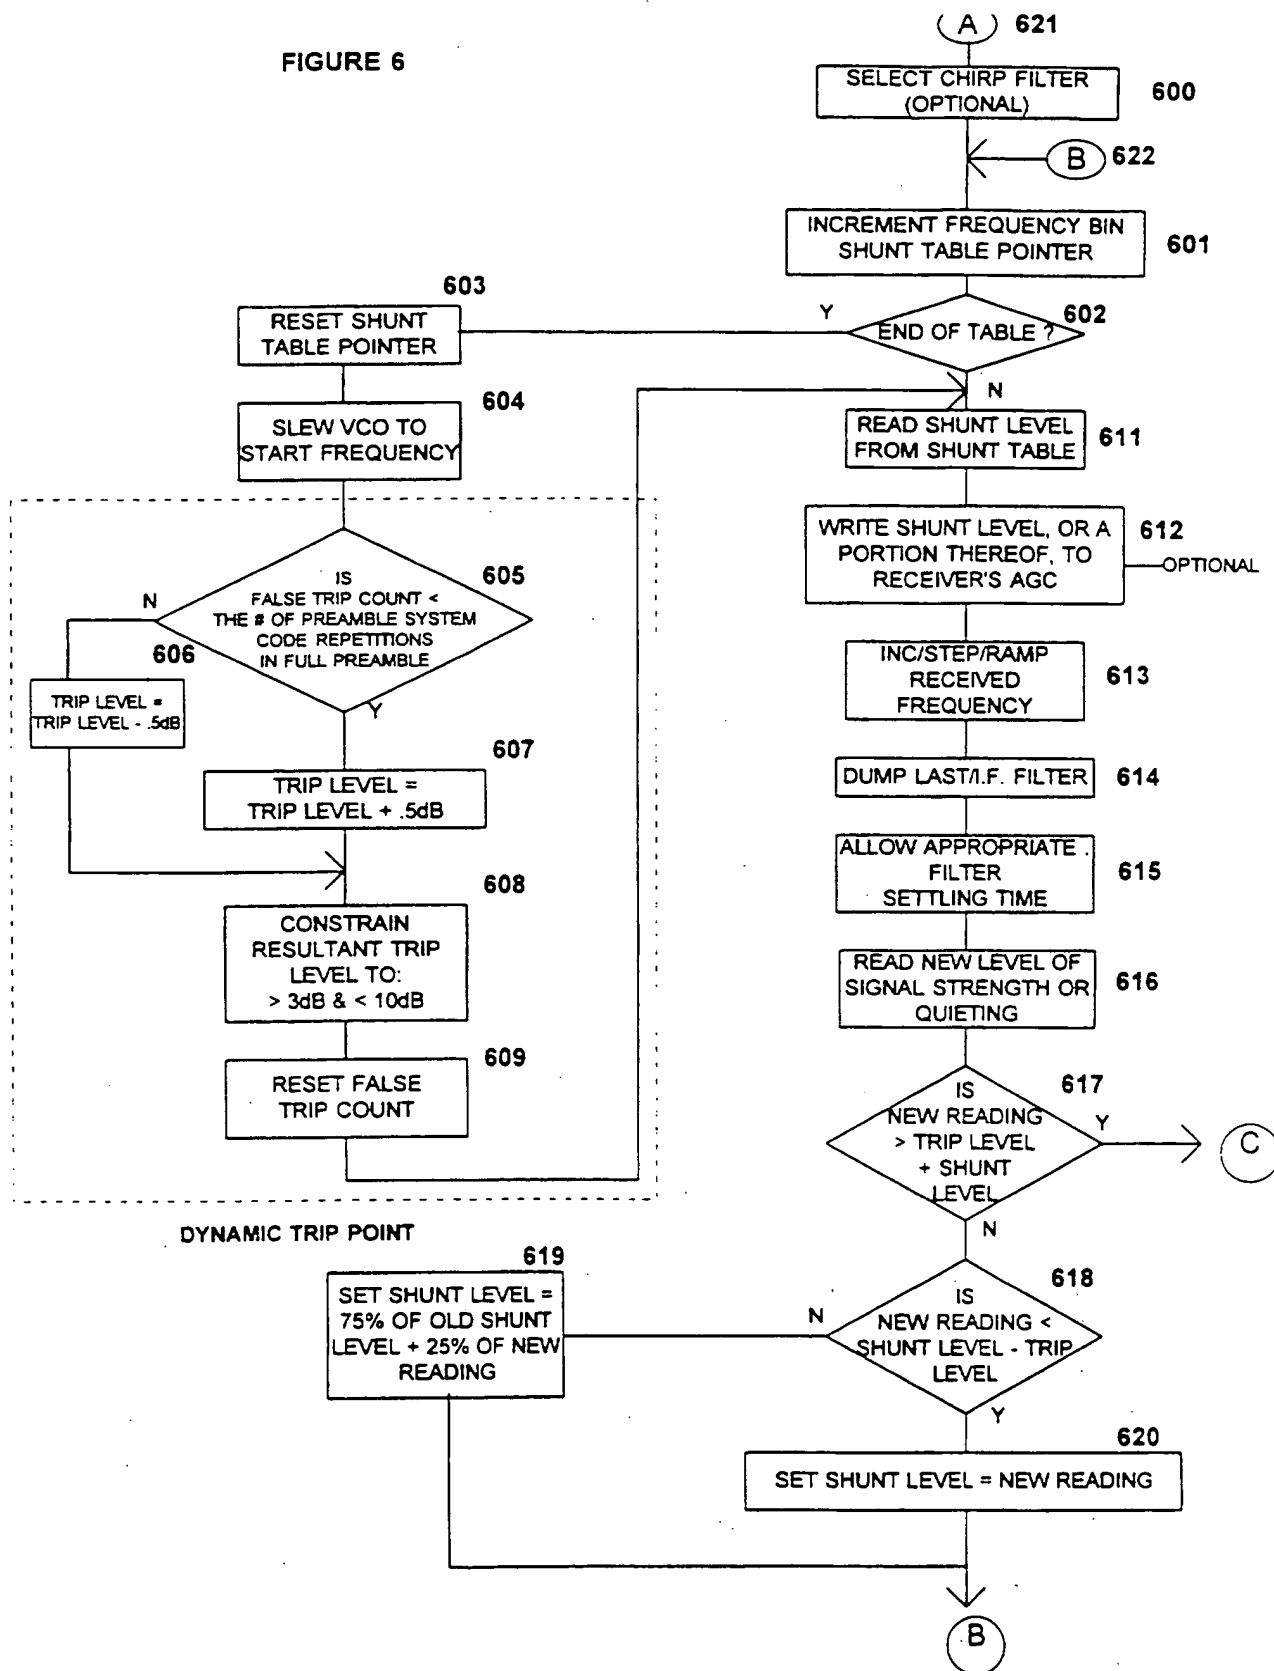 FIGURE 6
A 621
SELECT CHIRP FILTER
(OPTIONAL)
600
B 622
INCREMENT FREQUENCY BIN
SHUNT TABLE POINTER
601
602
END OF TABLE ?
Y
N
603
RESET SHUNT
TABLE POINTER
604
SLEW VCO TO
START FREQUENCY
605
IS
FALSE TRIP COUNT <
THE # OF PREAMBLE SYSTEM
CODE REPETITIONS
IN FULL PREAMBLE
N
606
Y
TRIP LEVEL =
TRIP LEVEL - .5dB
607
TRIP LEVEL =
TRIP LEVEL + .5dB
608
CONSTRAIN
RESULTANT TRIP
LEVEL TO:
> 3dB & < 10dB
609
RESET FALSE
TRIP COUNT
DYNAMIC TRIP POINT
READ SHUNT LEVEL
FROM SHUNT TABLE
611
WRITE SHUNT LEVEL, OR A
PORTION THEREOF, TO
RECEIVER'S AGC
612
OPTIONAL
INC/STEP/RAMP
RECEIVED
FREQUENCY
613
DUMP LAST/I.F. FILTER
614
ALLOW APPROPRIATE
FILTER
SETTLING TIME
615
READ NEW LEVEL OF
SIGNAL STRENGTH OR
QUIETING
616
617
IS
NEW READING
> TRIP LEVEL
+ SHUNT
LEVEL
Y
C
N
618
IS
NEW READING <
SHUNT LEVEL - TRIP
LEVEL
N
Y
619
SET SHUNT LEVEL =
75% OF OLD SHUNT
LEVEL + 25% OF NEW
READING
620
SET SHUNT LEVEL = NEW READING
B